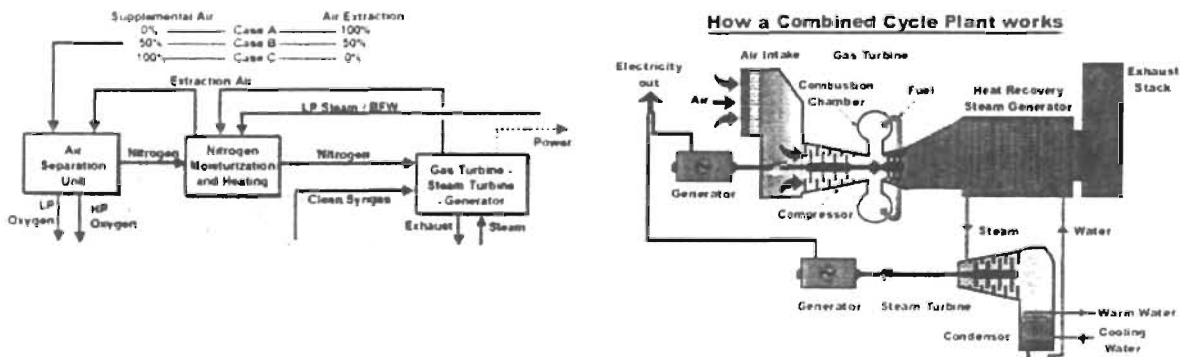 Supplemental Air
Air Extraction
0% Case A 100%
50% Case B 50%
100% Case C 0%
Extraction Air
LP Steam / BFW
Power
Air
Separation
Unit
Nitrogen
Nitrogen
Moisturization
and Heating
Nitrogen
Gas Turbine -
Steam Turbine
- Generator
Clean Syngas
LP
Oxygen
HP
Oxygen
Exhaust
Steam
How a Combined Cycle Plant works
Air Intake
Gas Turbine
Electricity
out
Combustion
Chamber
Fuel
Heat Recovery
Steam Generator
Exhaust
Stack
Air
Generator
Compressor
Steam
Water
Generator
Steam Turbine
Condensor
Warm Water
Cooling
Water